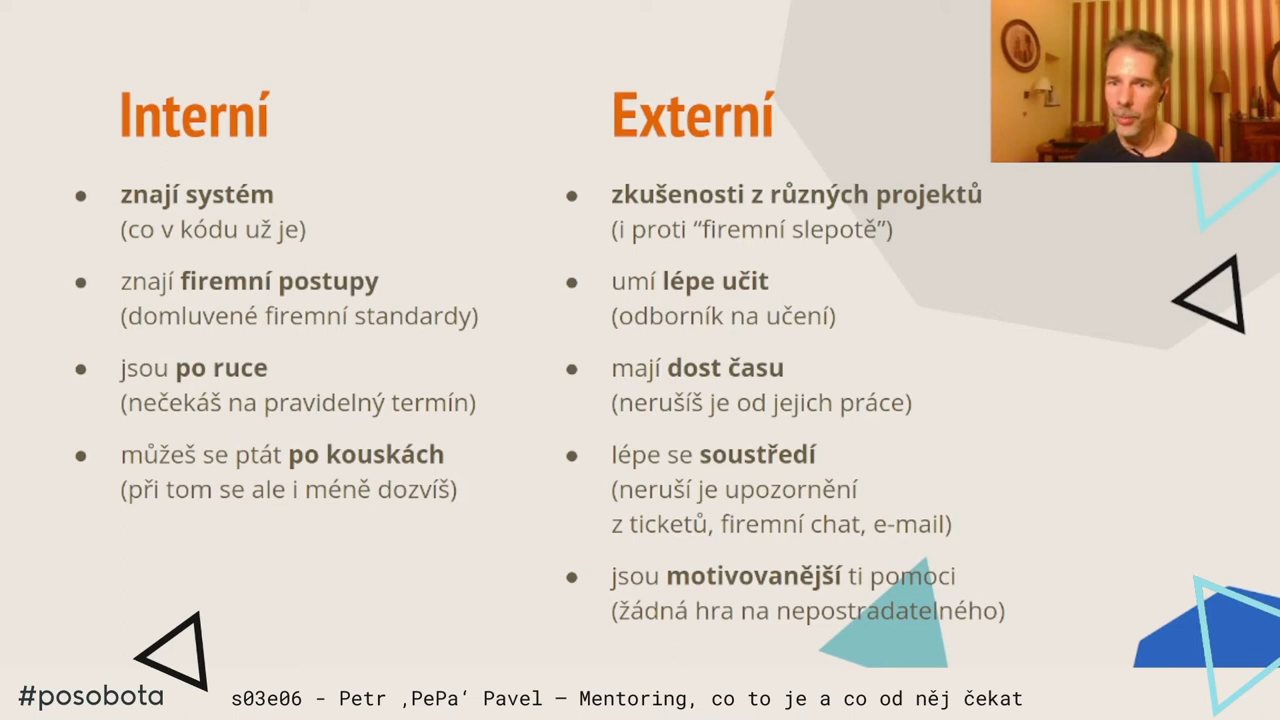 Interní
znají systém
(co v kódu už je)
znají firemní postupy
(domluvené firemní standardy)
jsou po ruce
(nečekáš na pravidelný termín)
můžeš se ptát po kouskách
(při tom se ale i méně dozvíš)
Externí
zkušenosti z různých projektů
(i proti “firemní slepotě”)
umí lépe učit
(odborník na učení)
mají dost času
(nerušíš je od jejich práce)
lépe se soustředí
(neruší je upozornění
z ticketů, firemní chat, e-mail)
jsou motivovanější ti pomoci
(žádná hra na nepostradatelného)
#posobota
s03e06 - Petr ‚PePa‘ Pavel – Mentoring, co to je a co od něj čekat